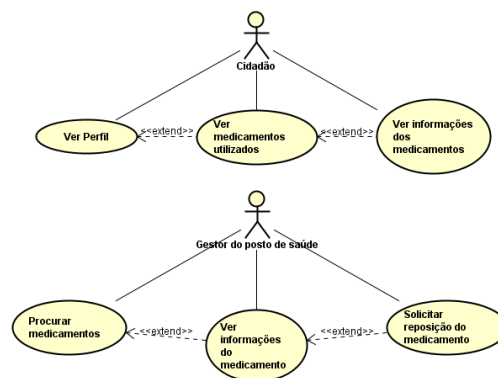 Cidadão
Ver Perfil
<<extend>>
Ver
medicamentos
utilizados
<<extend>>
Ver informações
dos
medicamentos
Gestor do posto de saúde
Procurar
medicamentos
<<extend>>
Ver
informações
do
medicamento
<<extend>>
Solicitar
reposição do
medicamento